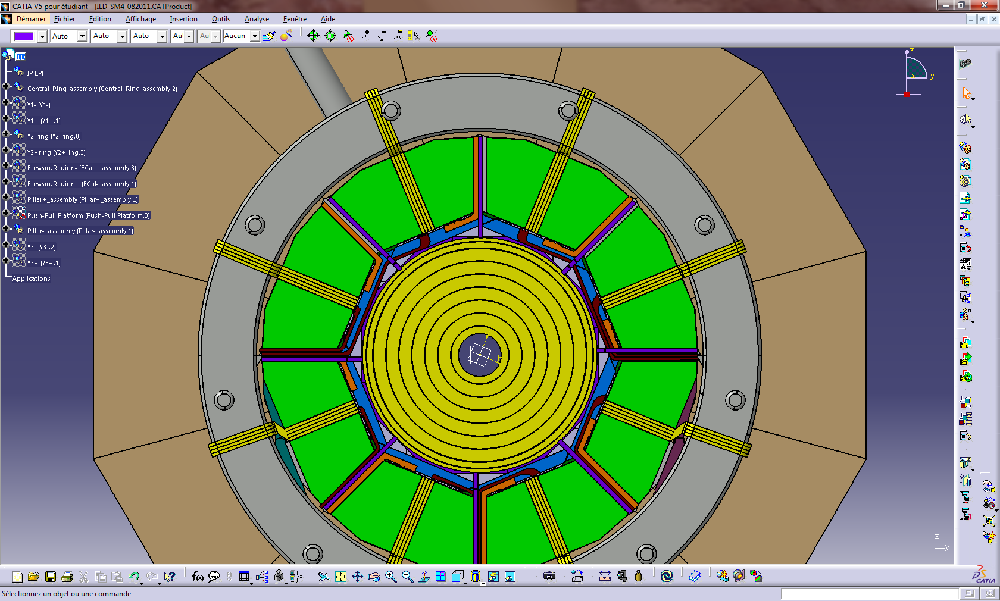 CATIA V5 pour étudiant - [ILD_SM4_082011.CATProduct]
Démarrer Fichier Edition Affichage Insertion Outils Analyse Fenêtre Aide
Auto Auto Auto Aut Aut Aucun
ILD
IP (IP)
Central_Ring_assembly (Central_Ring_assembly.2)
Y1- (Y1-)
Y1+ (Y1+.1)
Y2-ring (Y2-ring.8)
Y2+ring (Y2+ring.3)
ForwardRegion- (FCal+_assembly.3)
ForwardRegion+ (FCal-_assembly.1)
Pillar+_assembly (Pillar+_assembly.1)
Push-Pull Platform (Push-Pull Platform.3)
Pillar-_assembly (Pillar-_assembly.1)
Y3- (Y3-.2)
Y3+ (Y3+.1)
Applications
z
x y
z
y
f(x)
CATIA
Sélectionnez un objet ou une commande